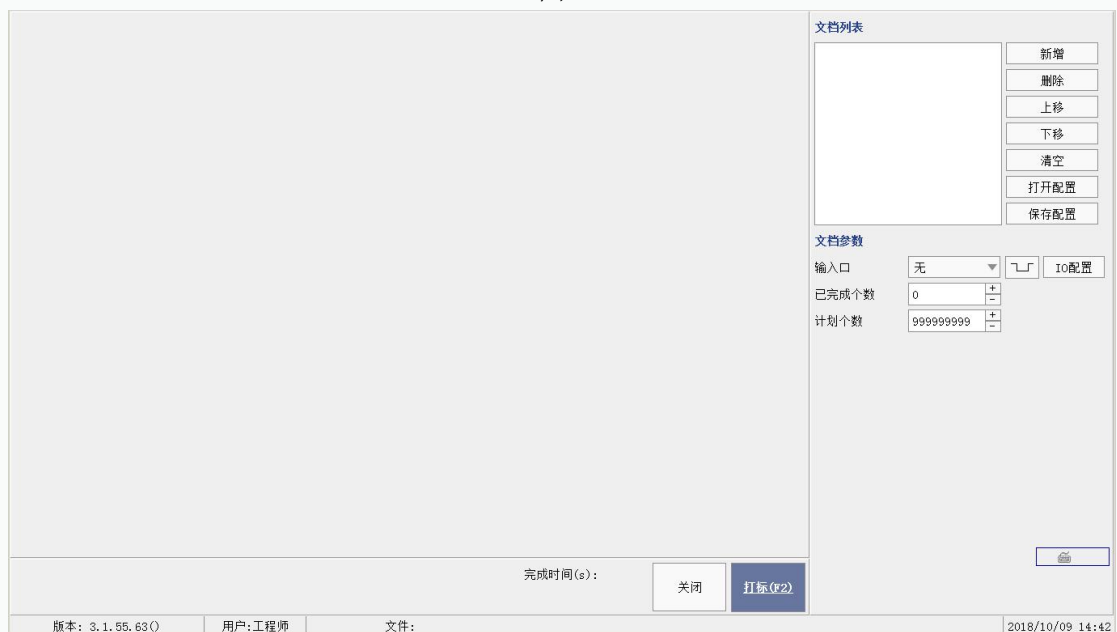 文档列表
新增
删除
上移
下移
清空
打开配置
保存配置
文档参数
输入口 无 IO配置
已完成个数 0 + -
计划个数 999999999 + -
完成时间(s):
关闭 打标(F2)
版本: 3.1.55.63() 用户:工程师 文件: 2018/10/09 14:42